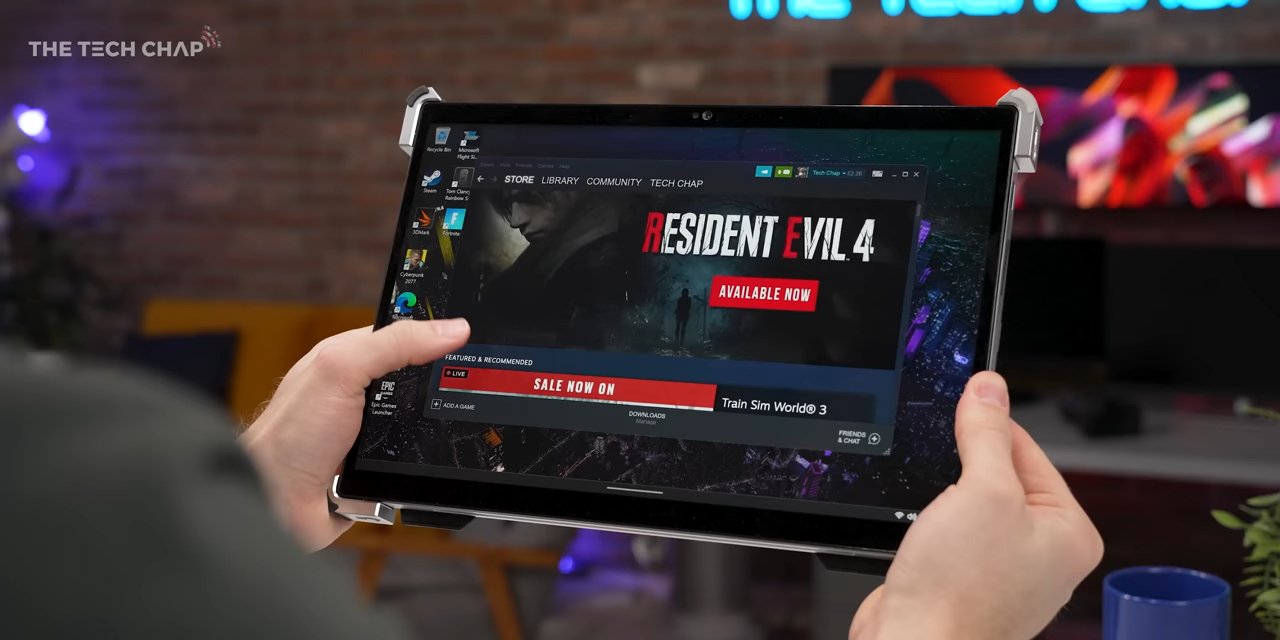 THE TECH CHAP
Recycle Bin
Microsoft
Flight Si...
STORE LIBRARY COMMUNITY TECH CHAP
Tech Chap
Steam
Tom Clancy
Rainbow S
3DMark
Fortnite
RESIDENT EVIL 4
AVAILABLE NOW
Cyberpunk
2077
Microsoft
FEATURED & RECOMMENDED
LIVE
SALE NOW ON
Train Sim World® 3
EPIC
Epic Games
Launcher
ADD A GAME
DOWNLOADS
Manage
FRIENDS
& CHAT